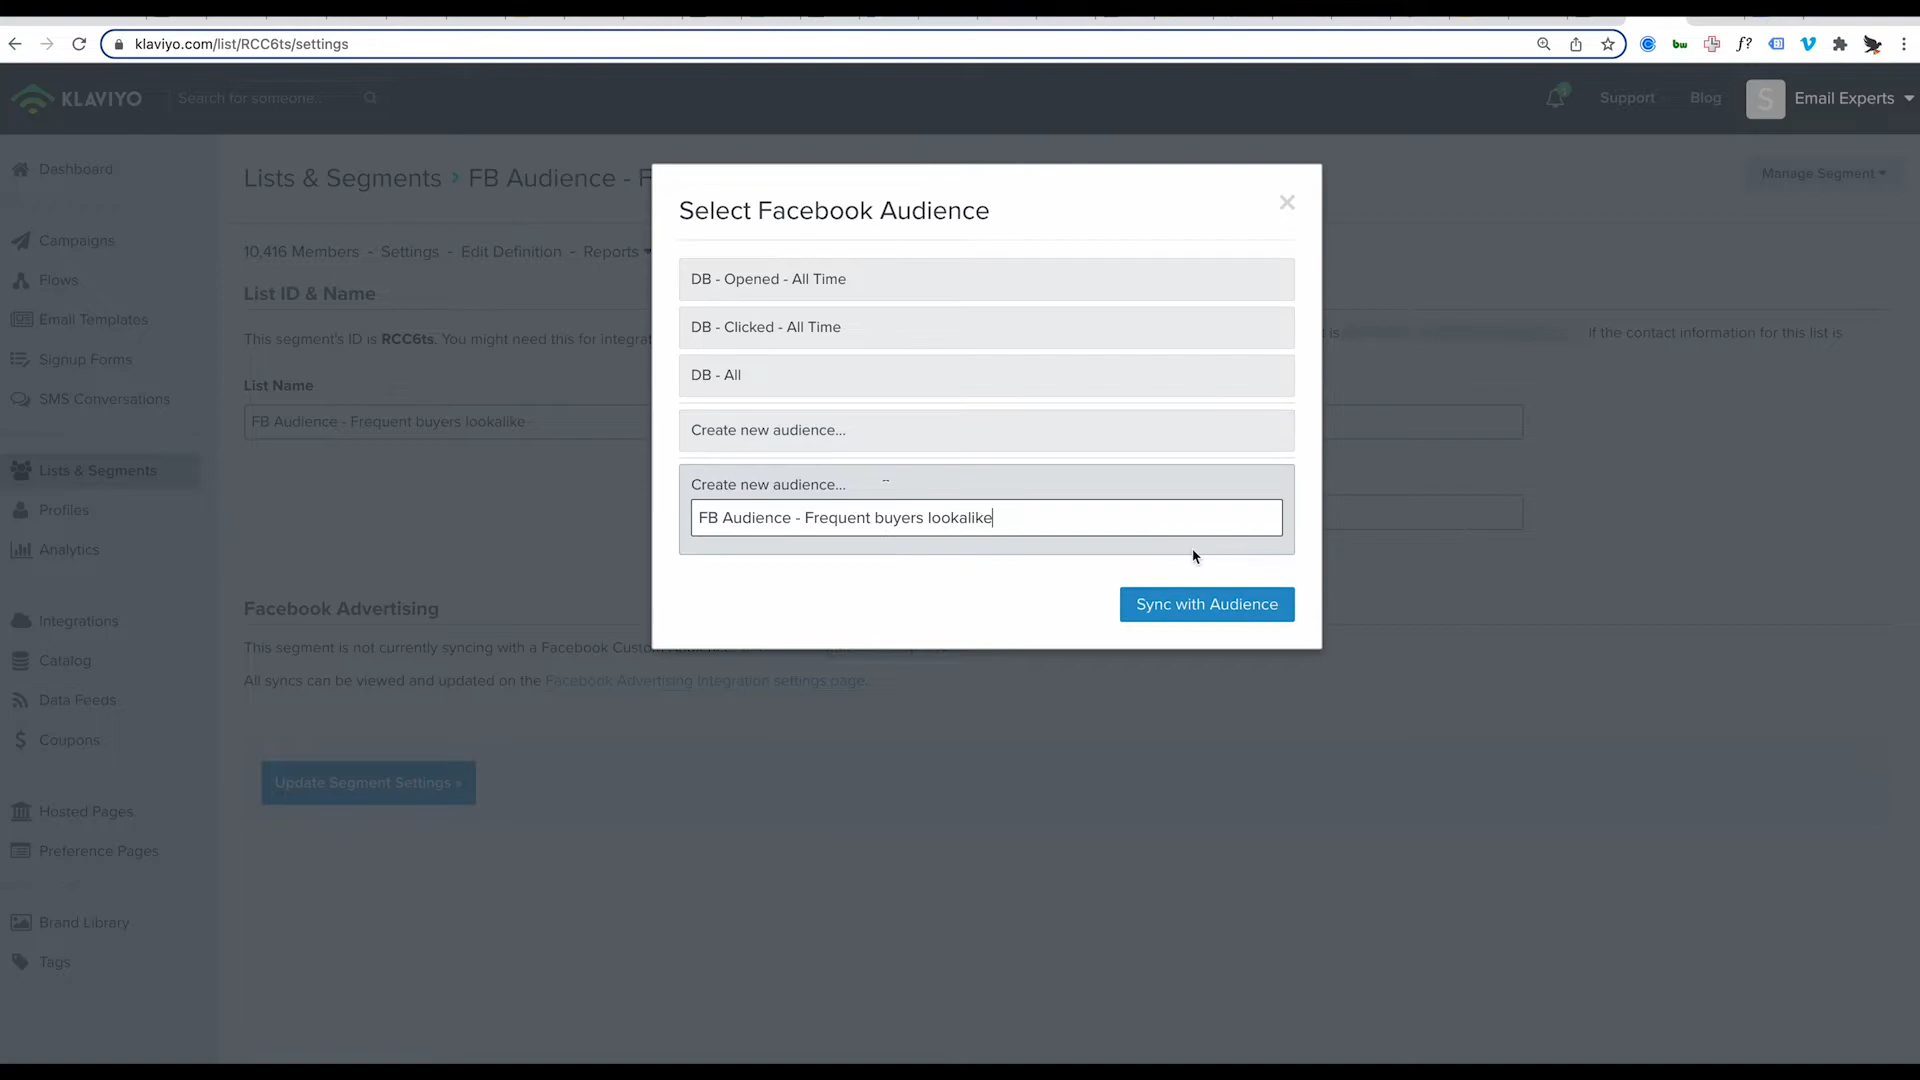 klaviyo.com/list/RCC6ts/settings
bw
f?
KLAVIYO
Search for someone..
1
Support
Blog
S
Email Experts
Dashboard
Campaigns
Flows
Email Templates
Signup Forms
SMS Conversations
Lists & Segments
Profiles
Analytics
Integrations
Catalog
Data Feeds
Coupons
Hosted Pages
Preference Pages
Brand Library
Tags
Lists & Segments › FB Audience - F
Manage Segment
10,416 Members - Settings - Edit Definition - Reports
List ID & Name
This segment's ID is RCC6ts. You might need this for integrat
is
If the contact information for this list is
List Name
FB Audience - Frequent buyers lookalike
Facebook Advertising
This segment is not currently syncing with a Facebook Custom
All syncs can be viewed and updated on the Facebook Advertising integration settings page.
Update Segment Settings »
Select Facebook Audience
×
DB - Opened - All Time
DB - Clicked - All Time
DB - All
Create new audience...
Create new audience...
FB Audience - Frequent buyers lookalike
Sync with Audience